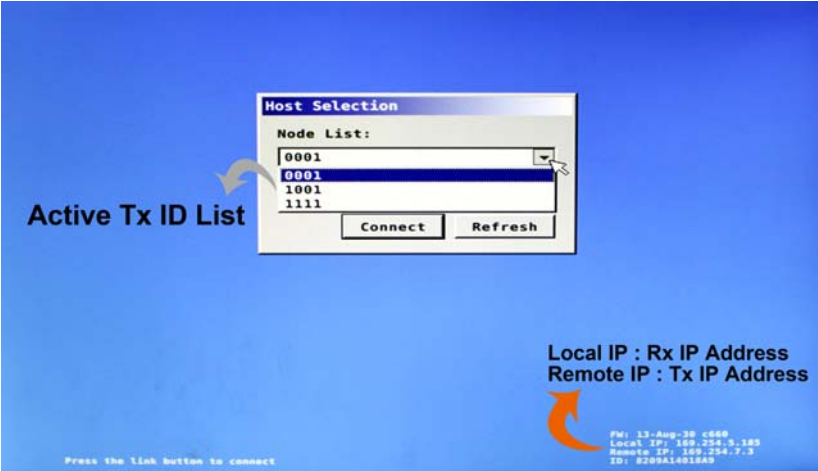 Host Selection
Node List:
0001
0001
1001
1111
Connect Refresh
Active Tx ID List
Local IP : Rx IP Address
Remote IP : Tx IP Address
FW: 13-Aug-30 c660
Local IP: 169.254.5.185
Remote IP: 169.254.7.3
ID: 8209A14018A9
Press the link button to connect